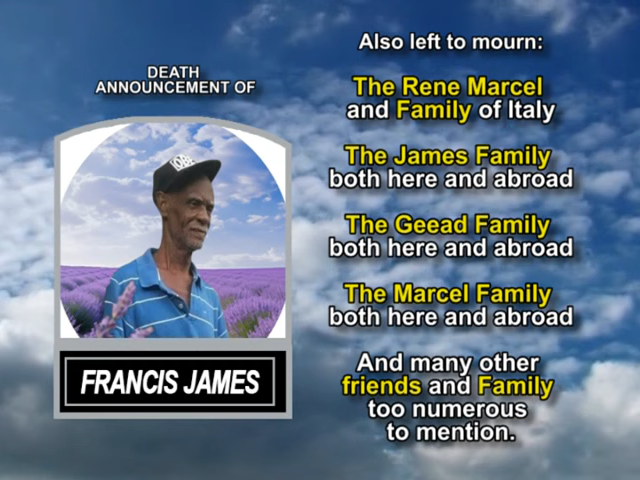 DEATH
ANNOUNCEMENT OF
FRANCIS JAMES
Also left to mourn:
The Rene Marcel
and Family of Italy
The James Family
both here and abroad
The Geead Family
both here and abroad
The Marcel Family
both here and abroad
And many other
friends and Family
too numerous
to mention.